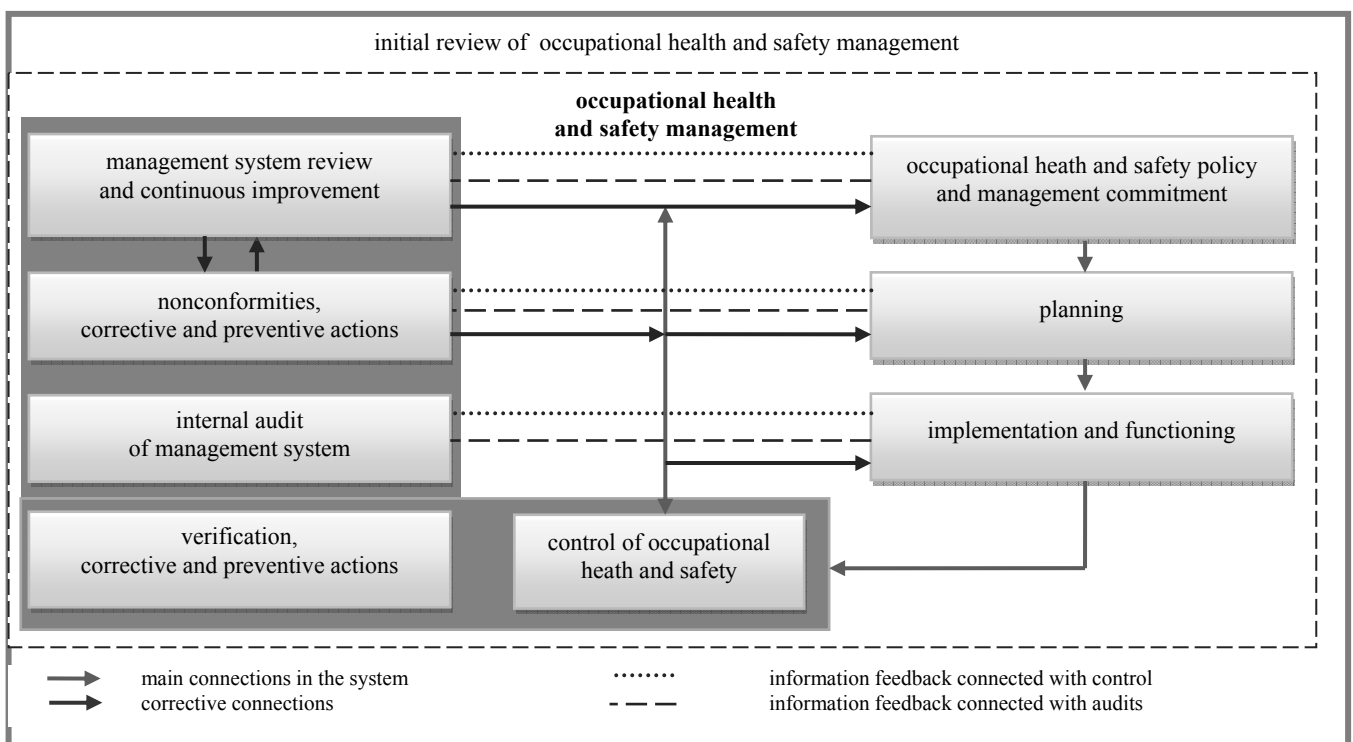 initial review of occupational health and safety management
occupational health
and safety management
management system review
and continuous improvement
occupational heath and safety policy
and management commitment
nonconformities,
corrective and preventive actions
planning
internal audit
of management system
implementation and functioning
verification,
corrective and preventive actions
control of occupational
heath and safety
main connections in the system
corrective connections
information feedback connected with control
information feedback connected with audits